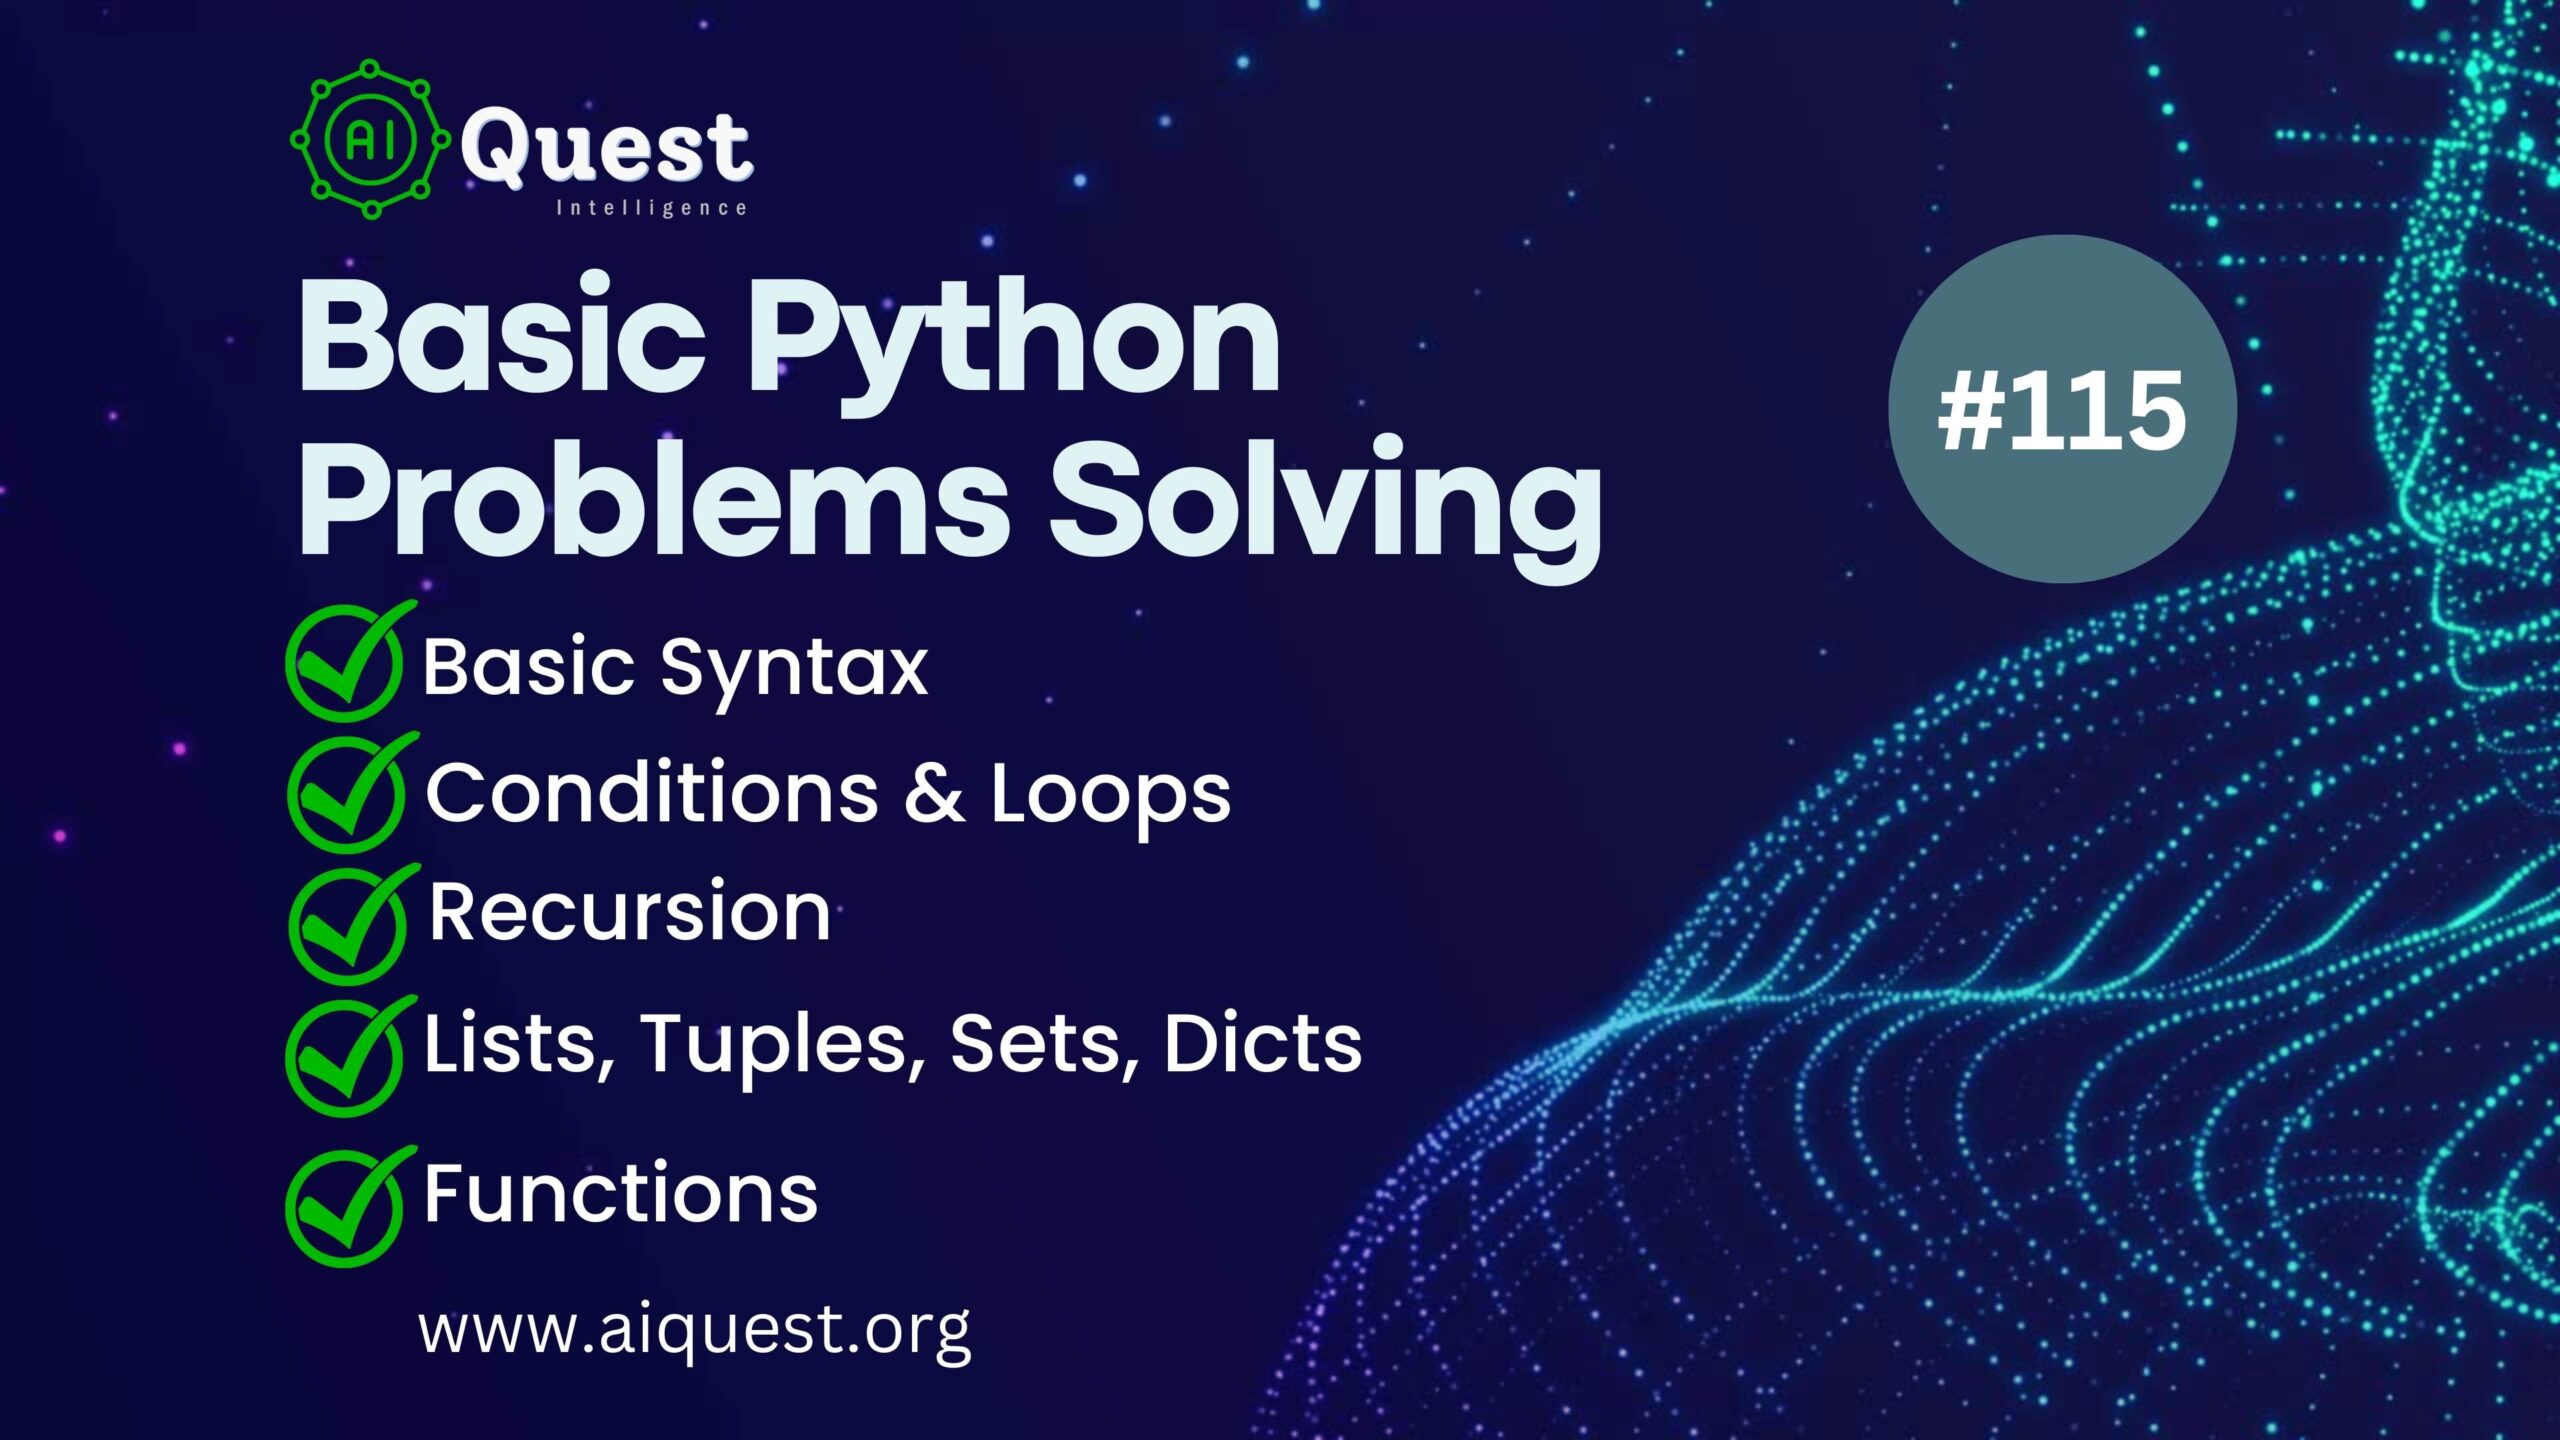 AI Quest
Intelligence
Basic Python
Problems Solving
#115
Basic Syntax
Conditions & Loops
Recursion
Lists, Tuples, Sets, Dicts
Functions
www.aiquest.org